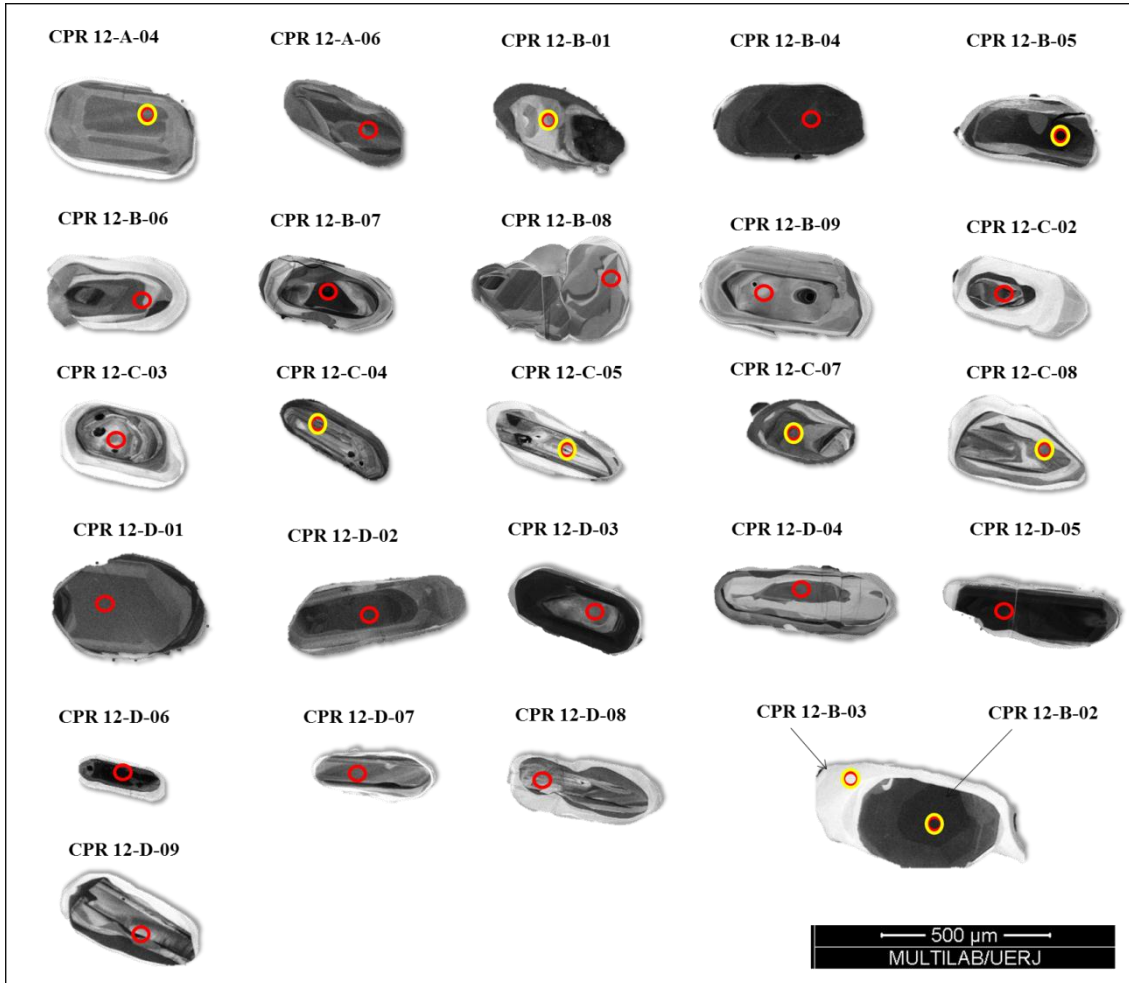 CPR 12-A-04
CPR 12-A-06
CPR 12-B-01
CPR 12-B-04
CPR 12-B-05
CPR 12-B-06
CPR 12-B-07
CPR 12-B-08
CPR 12-B-09
CPR 12-C-02
CPR 12-C-03
CPR 12-C-04
CPR 12-C-05
CPR 12-C-07
CPR 12-C-08
CPR 12-D-01
CPR 12-D-02
CPR 12-D-03
CPR 12-D-04
CPR 12-D-05
CPR 12-D-06
CPR 12-D-07
CPR 12-D-08
CPR 12-B-03
CPR 12-B-02
CPR 12-D-09
500 µm
MULTILAB/UERJ